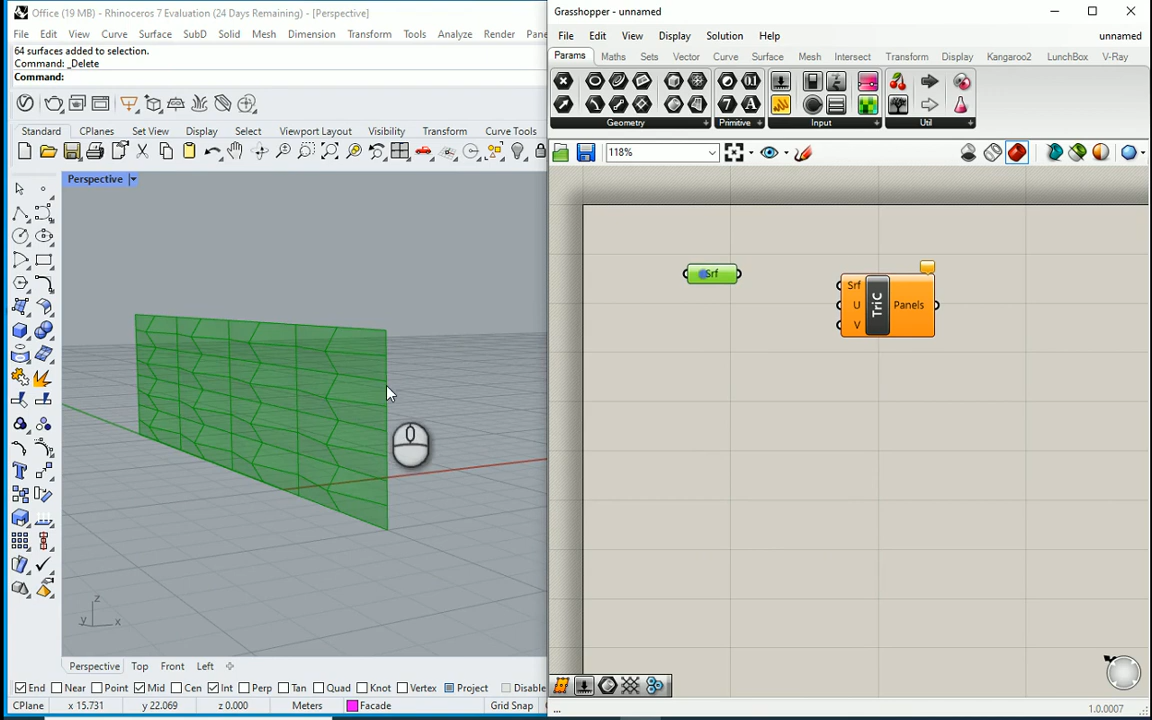 Office (19 MB) - Rhinoceros 7 Evaluation (24 Days Remaining) - [Perspective]
File Edit View Curve Surface SubD Solid Mesh Dimension Transform Tools Analyze Render Pane
64 surfaces added to selection.
Command: _Delete
Command:
Standard CPlanes Set View Display Select Viewport Layout Visibility Transform Curve Tools
Perspective
z
y x
Perspective Top Front Left
End Near Point Mid Cen Int Perp Tan Quad Knot Vertex Project Disable
CPlane x 15.731 y 22.069 z 0.000 Meters Facade Grid Snap
Grasshopper - unnamed
File Edit View Display Solution Help unnamed
Params Maths Sets Vector Curve Surface Mesh Intersect Transform Display Kangaroo2 LunchBox V-Ray
Geometry Primitive Input Util
118%
Srf
Srf
U
V
TriC
Panels
...
1.0.0007